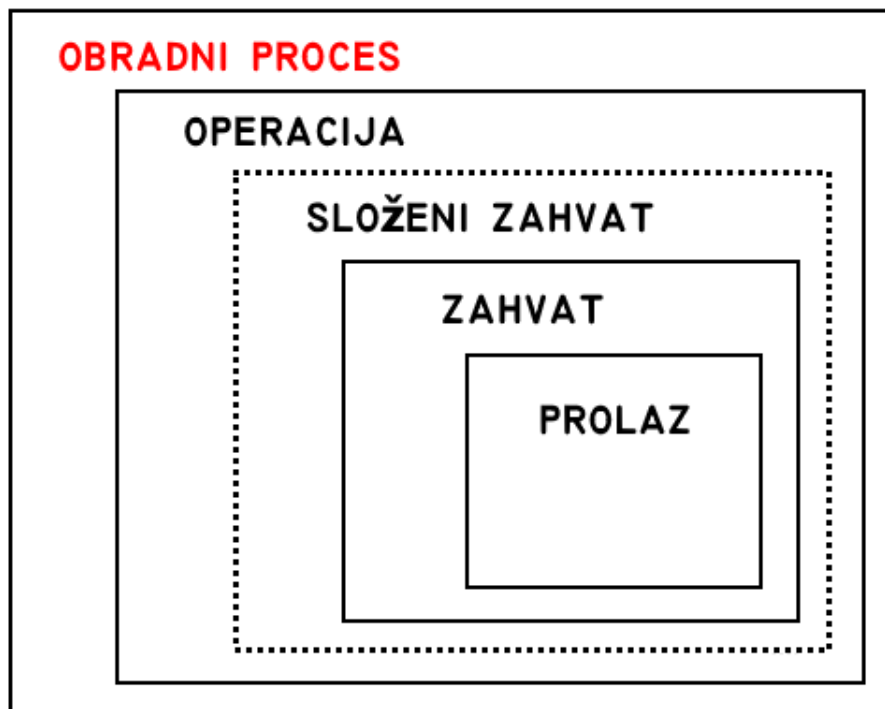 OBRADNI PROCES
OPERACIJA
SLOŽENI ZAHVAT
ZAHVAT
PROLAZ